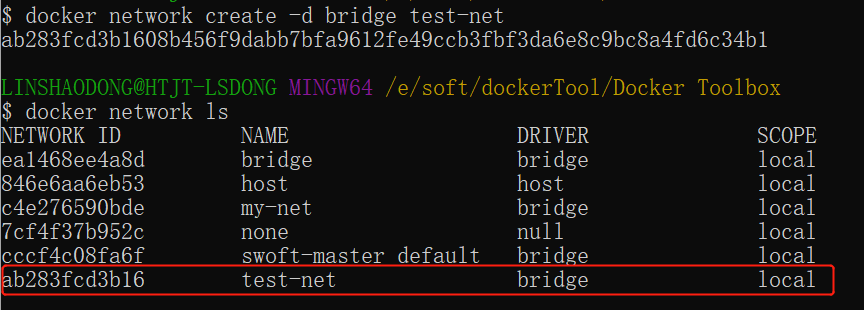 $ docker network create -d bridge test-net
ab283fcd3b1608b456f9dabb7bfa9612fe49ccb3fbf3da6e8c9bc8a4fd6c34b1
LINSHAODONG@HTJT-LSDONG MINGW64 /e/soft/dockerTool/Docker Toolbox
$ docker network ls
NETWORK ID NAME DRIVER SCOPE
ea1468ee4a8d bridge bridge local
846e6aa6eb53 host host local
c4e276590bde my-net bridge local
7cf4f37b952c none null local
cccf4c08fa6f swoft-master_default bridge local
ab283fcd3b16 test-net bridge local